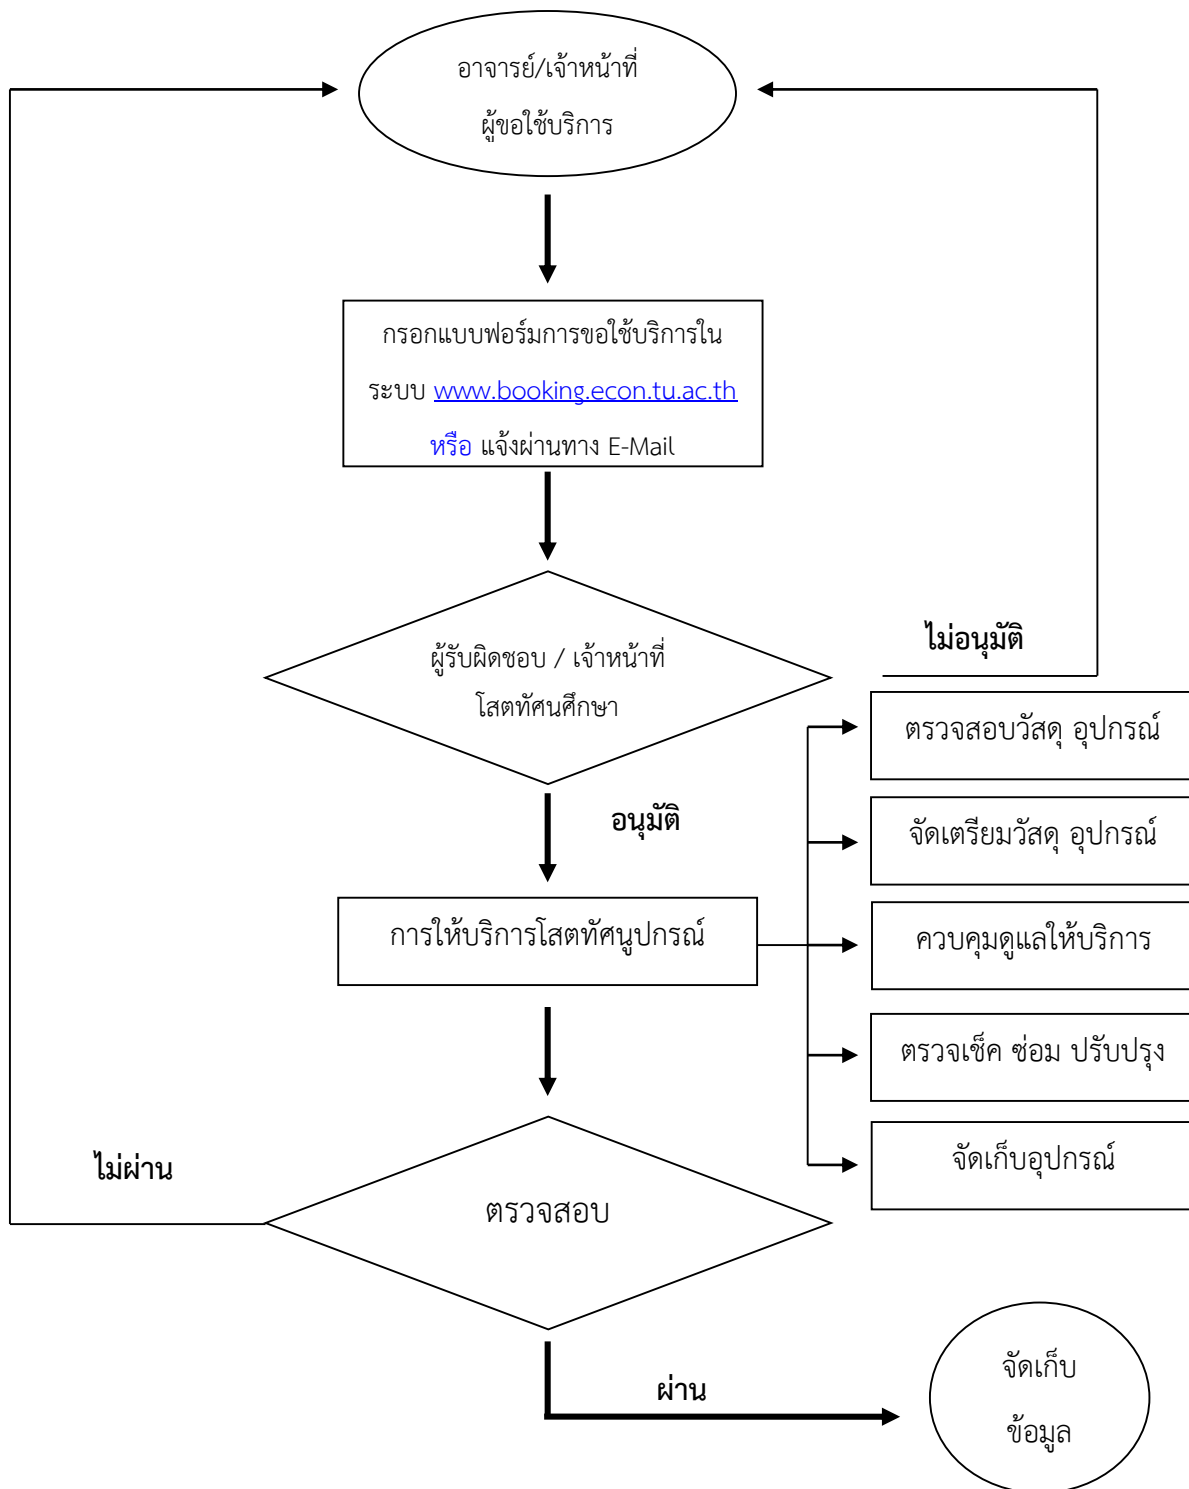 อาจารย์/เจ้าหน้าที่
ผู้ขอใช้บริการ
กรอกแบบฟอร์มการขอใช้บริการใน
ระบบ www.booking.econ.tu.ac.th
หรือ แจ้งผ่านทาง E-Mail
ไม่อนุมัติ
ผู้รับผิดชอบ / เจ้าหน้าที่
โสตทัศนศึกษา
อนุมัติ
การให้บริการโสตทัศนูปกรณ์
ตรวจสอบวัสดุ อุปกรณ์
จัดเตรียมวัสดุ อุปกรณ์
ควบคุมดูแลให้บริการ
ตรวจเช็ค ซ่อม ปรับปรุง
จัดเก็บอุปกรณ์
ไม่ผ่าน
ตรวจสอบ
ผ่าน
จัดเก็บ
ข้อมูล